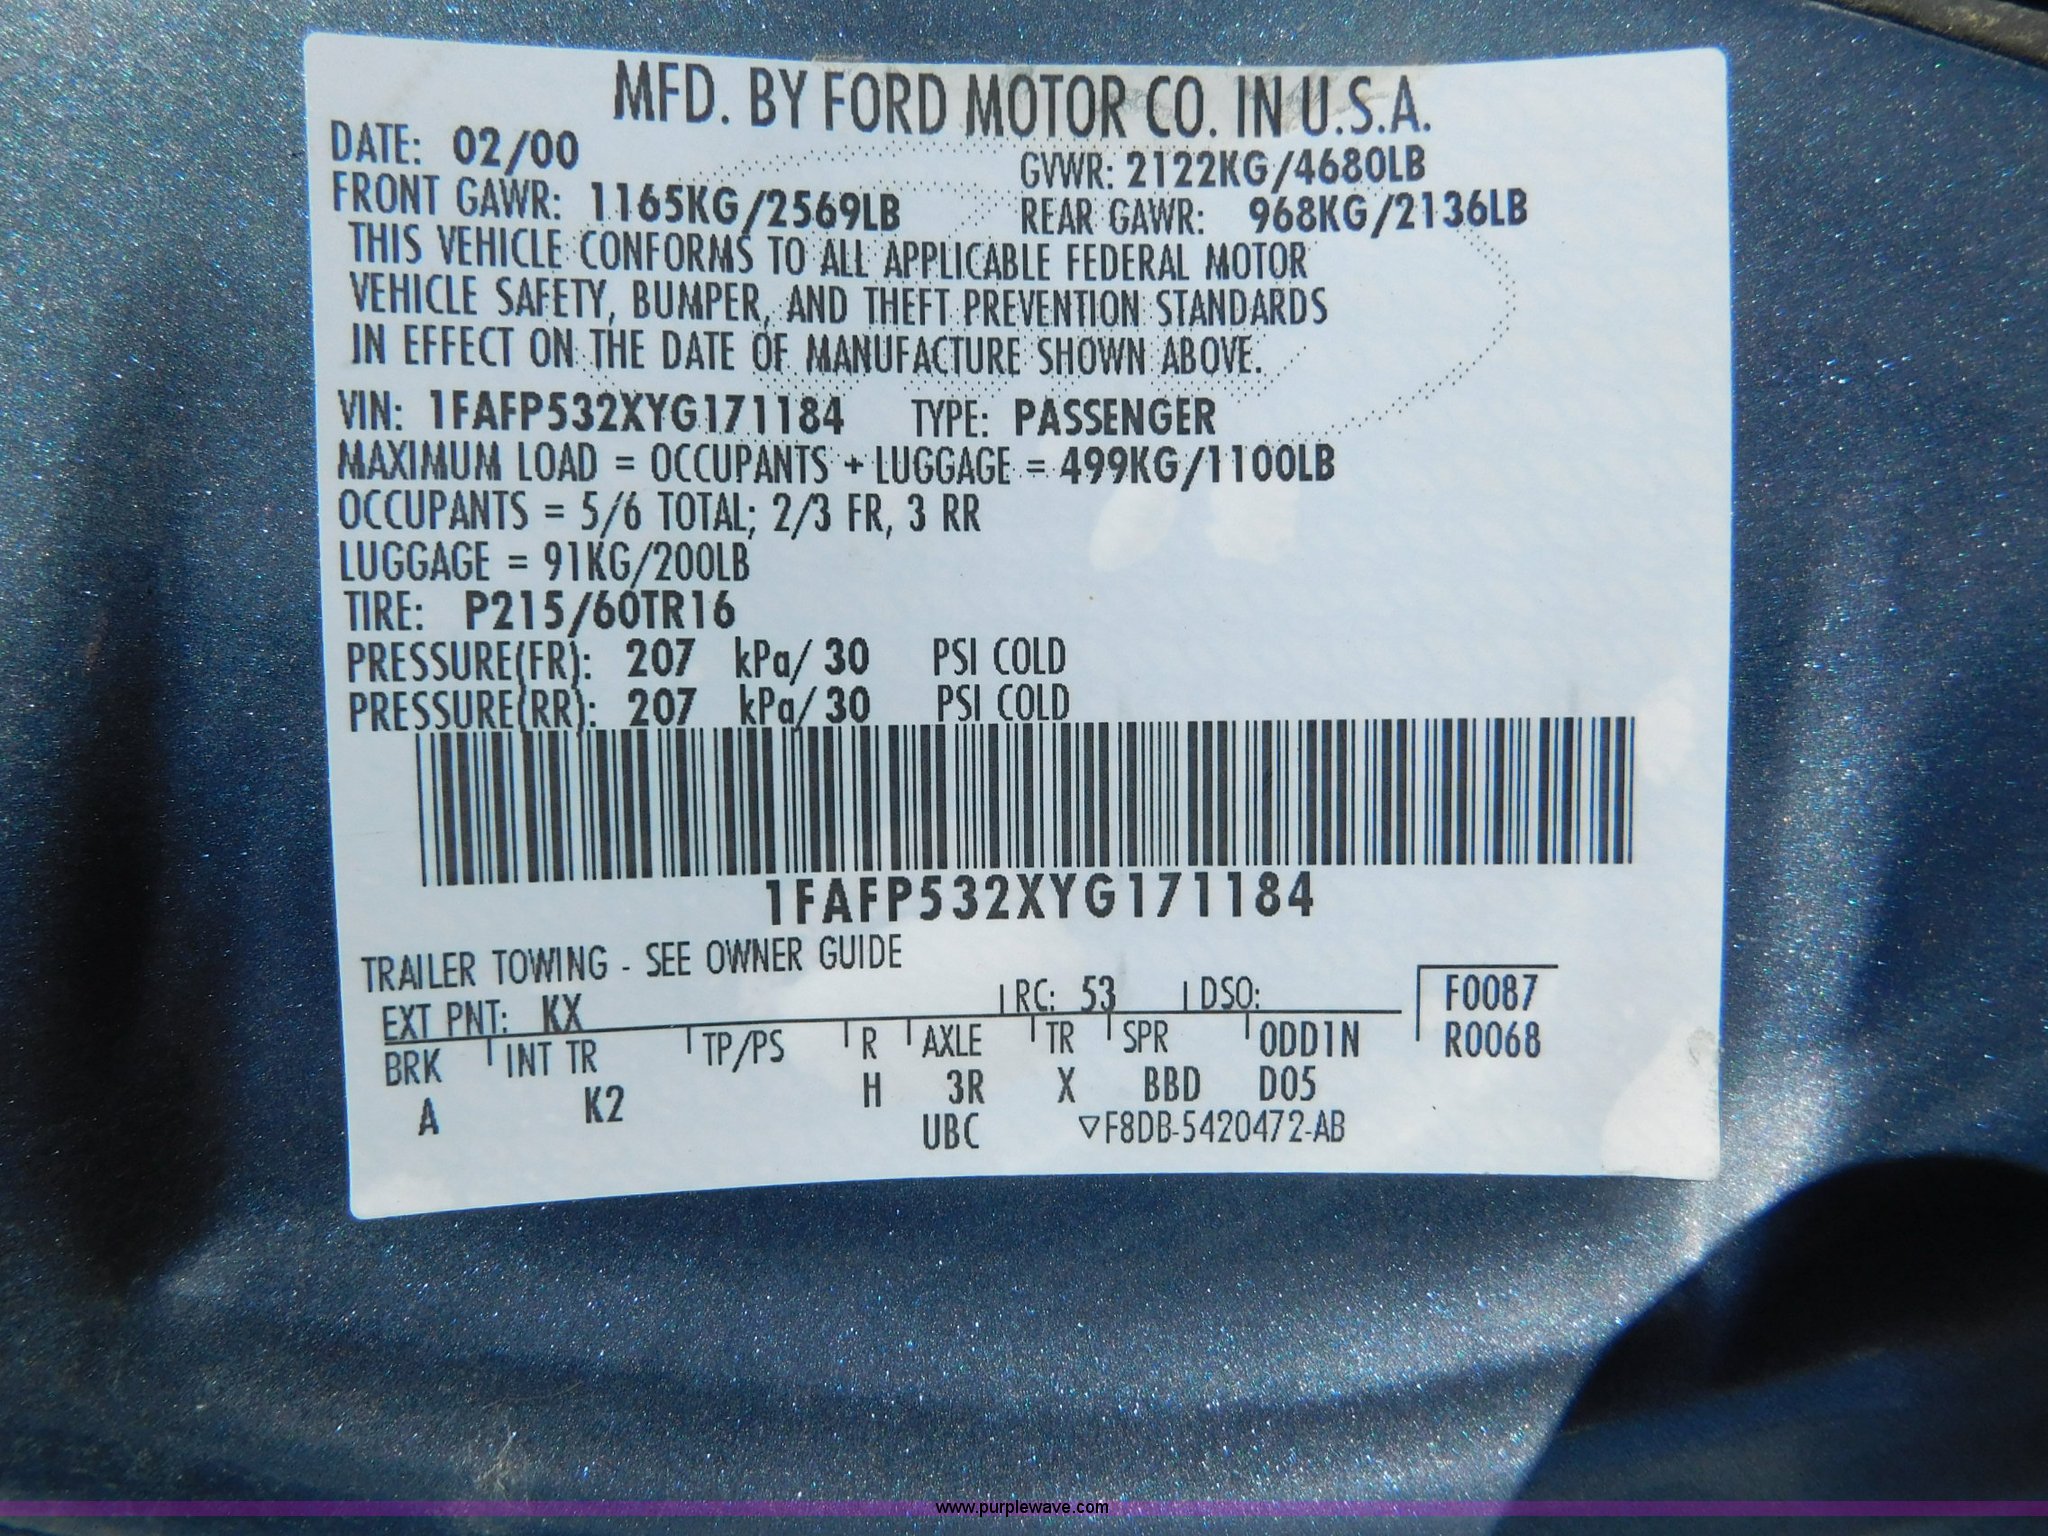 MFD. BY FORD MOTOR CO. IN U.S.A.
DATE: 02/00 GVWR: 2122KG/4680LB
FRONT GAWR: 1165KG/2569LB REAR GAWR: 968KG/2136LB
THIS VEHICLE CONFORMS TO ALL APPLICABLE FEDERAL MOTOR
VEHICLE SAFETY, BUMPER, AND THEFT PREVENTION STANDARDS
IN EFFECT ON THE DATE OF MANUFACTURE SHOWN ABOVE.
VIN: 1FAFP532XYG171184 TYPE: PASSENGER
MAXIMUM LOAD = OCCUPANTS + LUGGAGE = 499KG/1100LB
OCCUPANTS = 5/6 TOTAL; 2/3 FR, 3 RR
LUGGAGE = 91KG/200LB
TIRE: P215/60TR16
PRESSURE(FR): 207 kPa/ 30 PSI COLD
PRESSURE(RR): 207 kPa/ 30 PSI COLD
1FAFP532XYG171184
TRAILER TOWING - SEE OWNER GUIDE
EXT PNT: KX RC: 53 DSO: F0087
BRK INT TR TP/PS R AXLE TR SPR ODD1N R0068
A K2 H 3R X BBD D05
UBC ▽F8DB-5420472-AB
www.purplewave.com